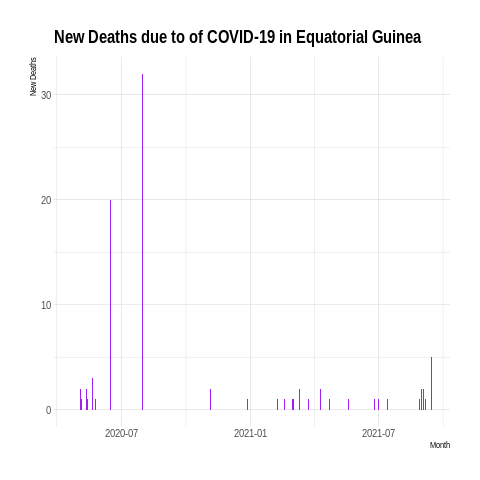 New Deaths due to of COVID-19 in Equatorial Guinea
New Deaths
30
20
10
0
2020-07 2021-01 2021-07
Month